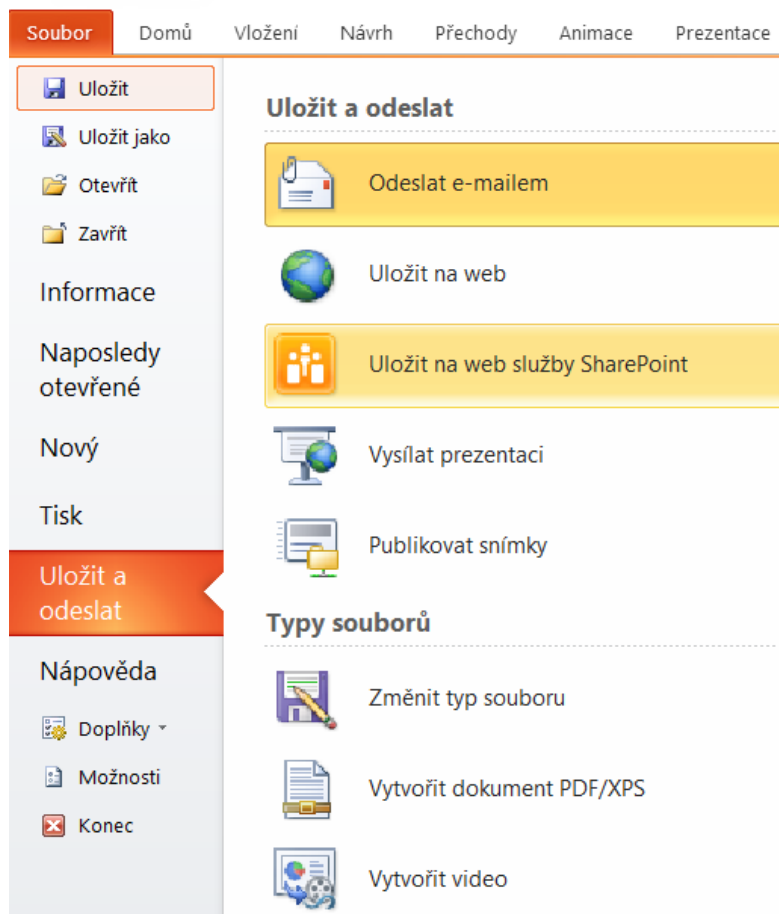 Soubor Domů Vložení Návrh Přechody Animace Prezentace
Uložit
Uložit jako
Otevřít
Zavřít
Informace
Naposledy
otevřené
Nový
Tisk
Uložit a
odeslat
Nápověda
Doplňky
Možnosti
Konec
Uložit a odeslat
Odeslat e-mailem
Uložit na web
Uložit na web služby SharePoint
Vysílat prezentaci
Publikovat snímky
Typy souborů
Změnit typ souboru
Vytvořit dokument PDF/XPS
Vytvořit video